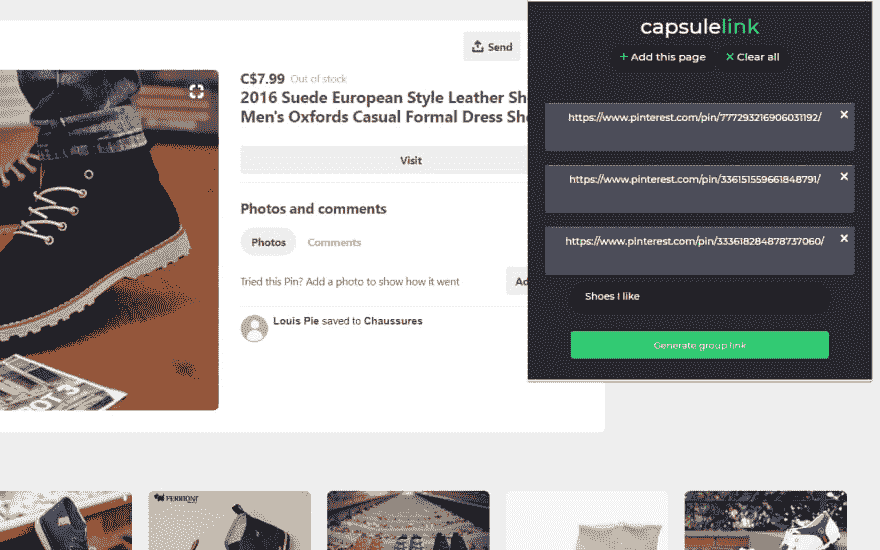 Send
C$7.99 Out of stock
2016 Suede European Style Leather Sh
Men's Oxfords Casual Formal Dress Sho
Visit
Photos and comments
Photos
Comments
Tried this Pin? Add a photo to show how it went
Ad
Louis Pie saved to Chaussures
capsulelink
+ Add this page
× Clear all
https://www.pinterest.com/pin/777293216906031192/
https://www.pinterest.com/pin/336151559661848791/
https://www.pinterest.com/pin/333618284878737060/
Shoes I like
Generate group link
OT 3